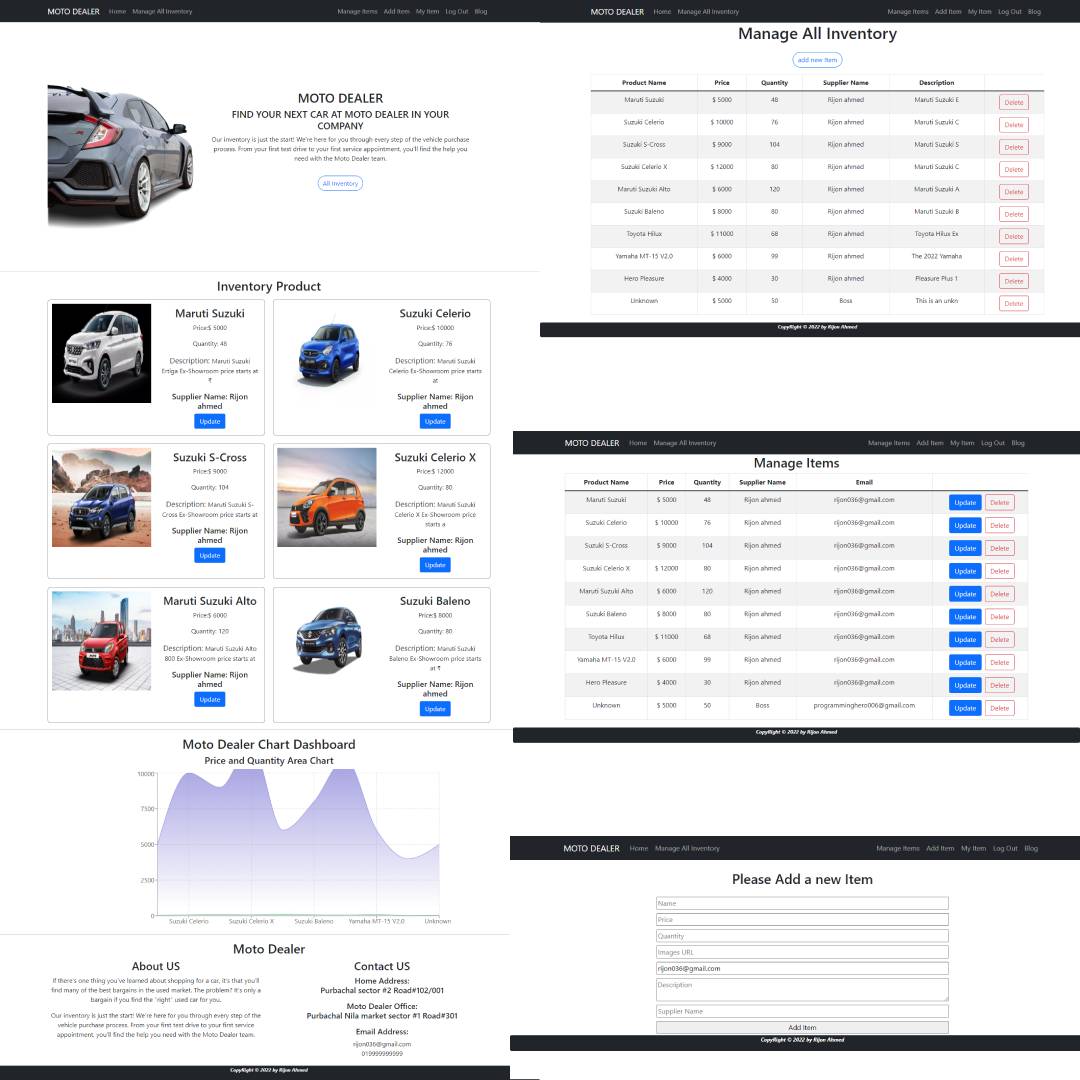 MOTO DEALER Home Manage All Inventory Manage Items Add Item My Item Log Out Blog
MOTO DEALER
FIND YOUR NEXT CAR AT MOTO DEALER IN YOUR
COMPANY
Our inventory is just the start! We're here for you through every step of the vehicle purchase
process. From your first test drive to your first service appointment, you'll find the help you
need with the Moto Dealer team.
All Inventory
Inventory Product
Maruti Suzuki
Price:$ 5000
Quantity: 48
Description: Maruti Suzuki
Ertiga Ex-Showroom price starts at
₹
Supplier Name: Rijon
ahmed
Update
Suzuki Celerio
Price:$ 10000
Quantity: 76
Description: Maruti Suzuki
Celerio Ex-Showroom price starts
at
Supplier Name: Rijon
ahmed
Update
Suzuki S-Cross
Price:$ 9000
Quantity: 104
Description: Maruti Suzuki S-
Cross Ex-Showroom price starts at
Supplier Name: Rijon
ahmed
Update
Suzuki Celerio X
Price:$ 12000
Quantity: 80
Description: Maruti Suzuki
Celerio X Ex-Showroom price
starts a
Supplier Name: Rijon
ahmed
Update
Maruti Suzuki Alto
Price:$ 6000
Quantity: 120
Description: Maruti Suzuki Alto
800 Ex-Showroom price starts at
Supplier Name: Rijon
ahmed
Update
Suzuki Baleno
Price:$ 8000
Quantity: 80
Description: Maruti Suzuki
Baleno Ex-Showroom price starts
at ₹
Supplier Name: Rijon
ahmed
Update
Moto Dealer Chart Dashboard
Price and Quantity Area Chart
10000
7500
5000
2500
0
Suzuki Celerio Suzuki Celerio X Suzuki Baleno Yamaha MT-15 V2.0 Unknown
Moto Dealer
About US
If there's one thing you've learned about shopping for a car, it's that you'll
find many of the best bargains in the used market. The problem? It's only a
bargain if you find the 'right' used car for you.
Our inventory is just the start! We're here for you through every step of the
vehicle purchase process. From your first test drive to your first service
appointment, you'll find the help you need with the Moto Dealer team.
Contact US
Home Address:
Purbachal sector #2 Road#102/001
Moto Dealer Office:
Purbachal Nila market sector #1 Road#301
Email Address:
rijon036@gmail.com
019999999999
CopyRight © 2022 by Rijon Ahmed
MOTO DEALER Home Manage All Inventory Manage Items Add Item My Item Log Out Blog
Manage All Inventory
add new Item
Product Name Price Quantity Supplier Name Description
Maruti Suzuki $ 5000 48 Rijon ahmed Maruti Suzuki E Delete
Suzuki Celerio $ 10000 76 Rijon ahmed Maruti Suzuki C Delete
Suzuki S-Cross $ 9000 104 Rijon ahmed Maruti Suzuki S Delete
Suzuki Celerio X $ 12000 80 Rijon ahmed Maruti Suzuki C Delete
Maruti Suzuki Alto $ 6000 120 Rijon ahmed Maruti Suzuki A Delete
Suzuki Baleno $ 8000 80 Rijon ahmed Maruti Suzuki B Delete
Toyota Hilux $ 11000 68 Rijon ahmed Toyota Hilux Ex Delete
Yamaha MT-15 V2.0 $ 6000 99 Rijon ahmed The 2022 Yamaha Delete
Hero Pleasure $ 4000 30 Rijon ahmed Pleasure Plus 1 Delete
Unknown $ 5000 50 Boss This is an unkn Delete
CopyRight © 2022 by Rijon Ahmed
MOTO DEALER Home Manage All Inventory Manage Items Add Item My Item Log Out Blog
Manage Items
Product Name Price Quantity Supplier Name Email
Maruti Suzuki $ 5000 48 Rijon ahmed rijon036@gmail.com Update Delete
Suzuki Celerio $ 10000 76 Rijon ahmed rijon036@gmail.com Update Delete
Suzuki S-Cross $ 9000 104 Rijon ahmed rijon036@gmail.com Update Delete
Suzuki Celerio X $ 12000 80 Rijon ahmed rijon036@gmail.com Update Delete
Maruti Suzuki Alto $ 6000 120 Rijon ahmed rijon036@gmail.com Update Delete
Suzuki Baleno $ 8000 80 Rijon ahmed rijon036@gmail.com Update Delete
Toyota Hilux $ 11000 68 Rijon ahmed rijon036@gmail.com Update Delete
Yamaha MT-15 V2.0 $ 6000 99 Rijon ahmed rijon036@gmail.com Update Delete
Hero Pleasure $ 4000 30 Rijon ahmed rijon036@gmail.com Update Delete
Unknown $ 5000 50 Boss programminghero006@gmail.com Update Delete
CopyRight © 2022 by Rijon Ahmed
MOTO DEALER Home Manage All Inventory Manage Items Add Item My Item Log Out Blog
Please Add a new Item
Name
Price
Quantity
Images URL
rijon036@gmail.com
Description
Supplier Name
Add Item
CopyRight © 2022 by Rijon Ahmed